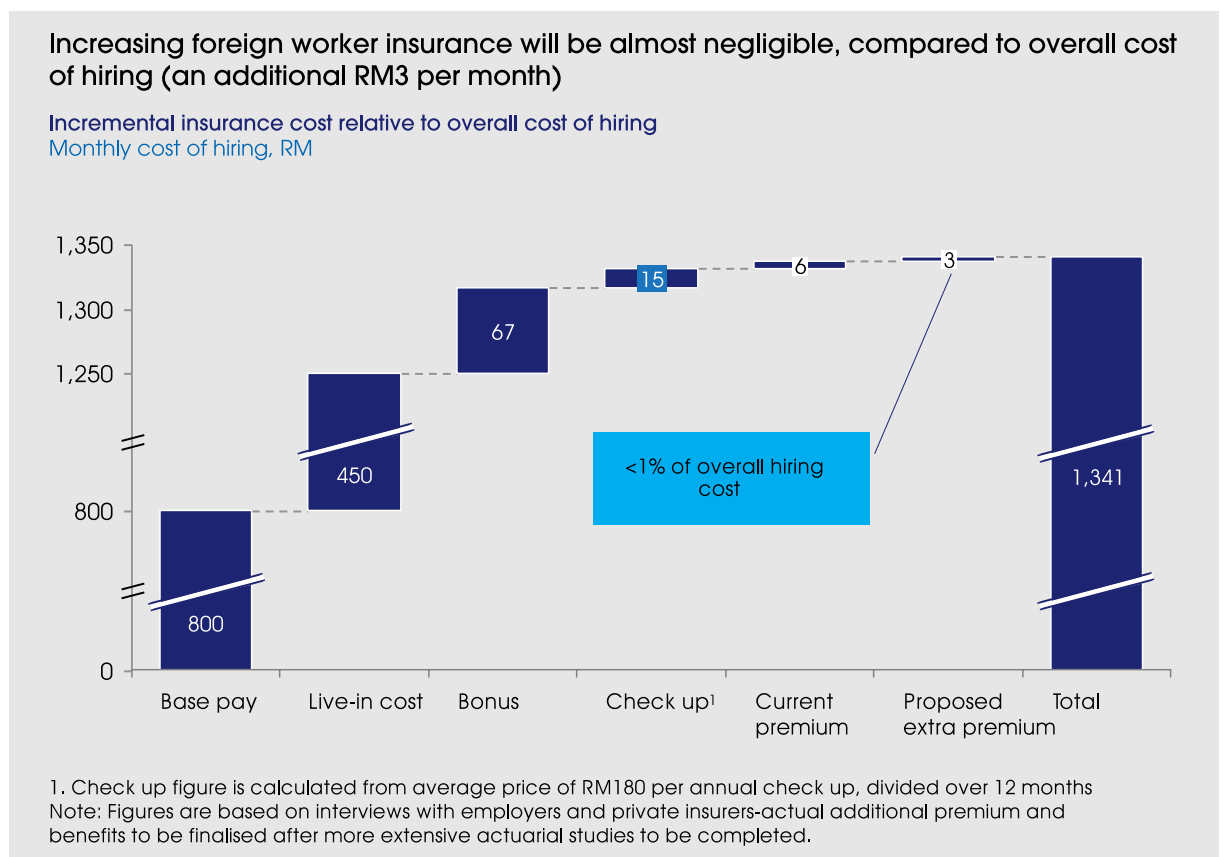 Increasing foreign worker insurance will be almost negligible, compared to overall cost
of hiring (an additional RM3 per month)
Incremental insurance cost relative to overall cost of hiring
Monthly cost of hiring, RM
1,350
1,300
1,250
800
0
800
450
67
15
6
3
1,341
<1% of overall hiring
cost
Base pay
Live-in cost
Bonus
Check up¹
Current
premium
Proposed
extra premium
Total
1. Check up figure is calculated from average price of RM180 per annual check up, divided over 12 months
Note: Figures are based on interviews with employers and private insurers-actual additional premium and
benefits to be finalised after more extensive actuarial studies to be completed.